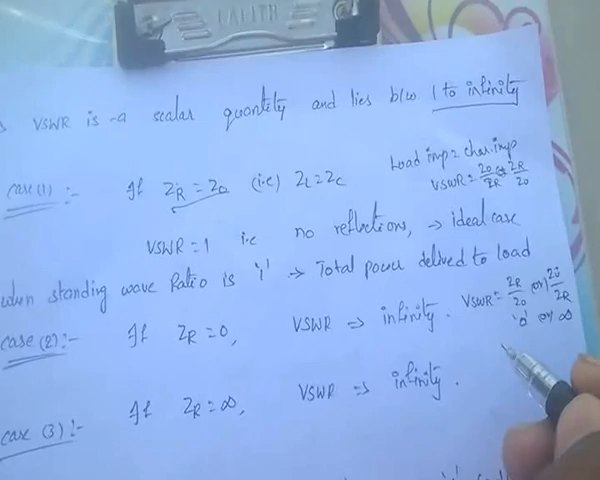 VSWR is a scalar quantity and lies b/w 1 to infinity
Load imp = char.imp
case(1) :- If ZR = Z0 (i.e) ZL = ZC
VSWR = Z0/ZR or ZR/Z0
VSWR = 1 i.e no reflections, → ideal case
when standing wave Ratio is '1' → Total power delived to load
case(2):- If ZR = 0, VSWR ⇒ infinity. VSWR = ZR/Z0 (or) Z0/ZR
'0' (or) ∞
case (3):- If ZR = ∞, VSWR ⇒ infinity.